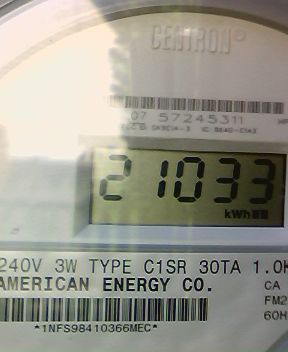 CENTRON®
07 57245311
21033
kWh
240V 3W TYPE C1SR 30TA 1.0K
AMERICAN ENERGY CO.
CA
FM2
60H
*1NFS98410366MEC*